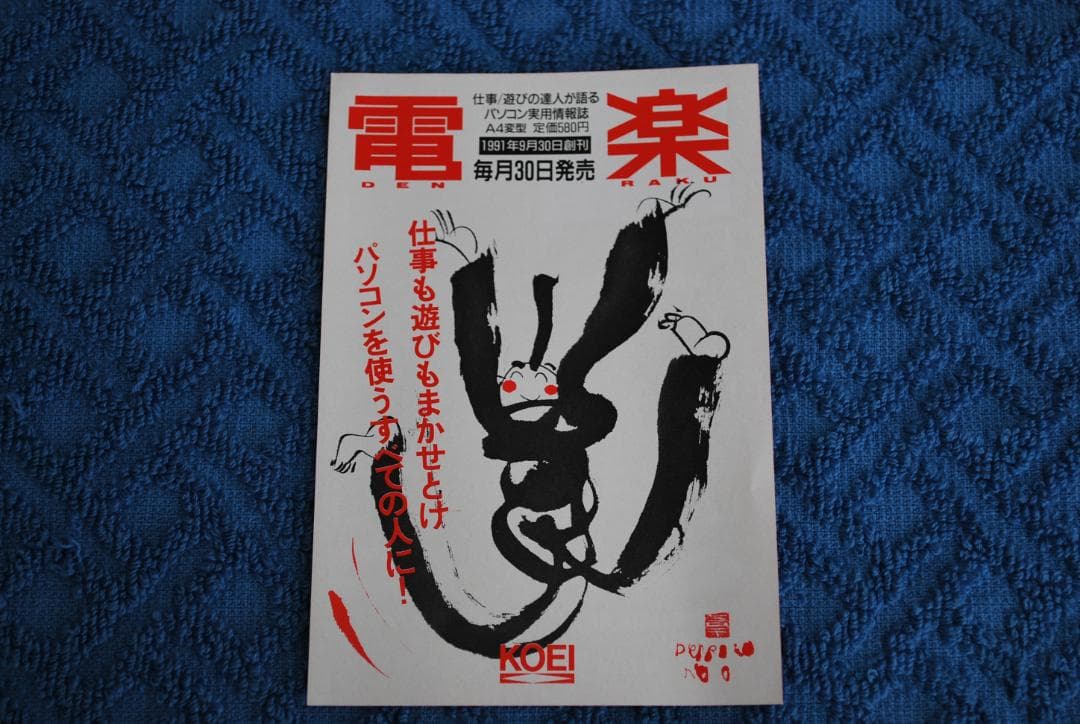 電楽
DEN RAKU
仕事/遊びの達人が語る
パソコン実用情報誌
A4変型 定価580円
1991年9月30日創刊
毎月30日発売
仕事も遊びもまかせとけ
パソコンを使うすべての人に!
KOEI